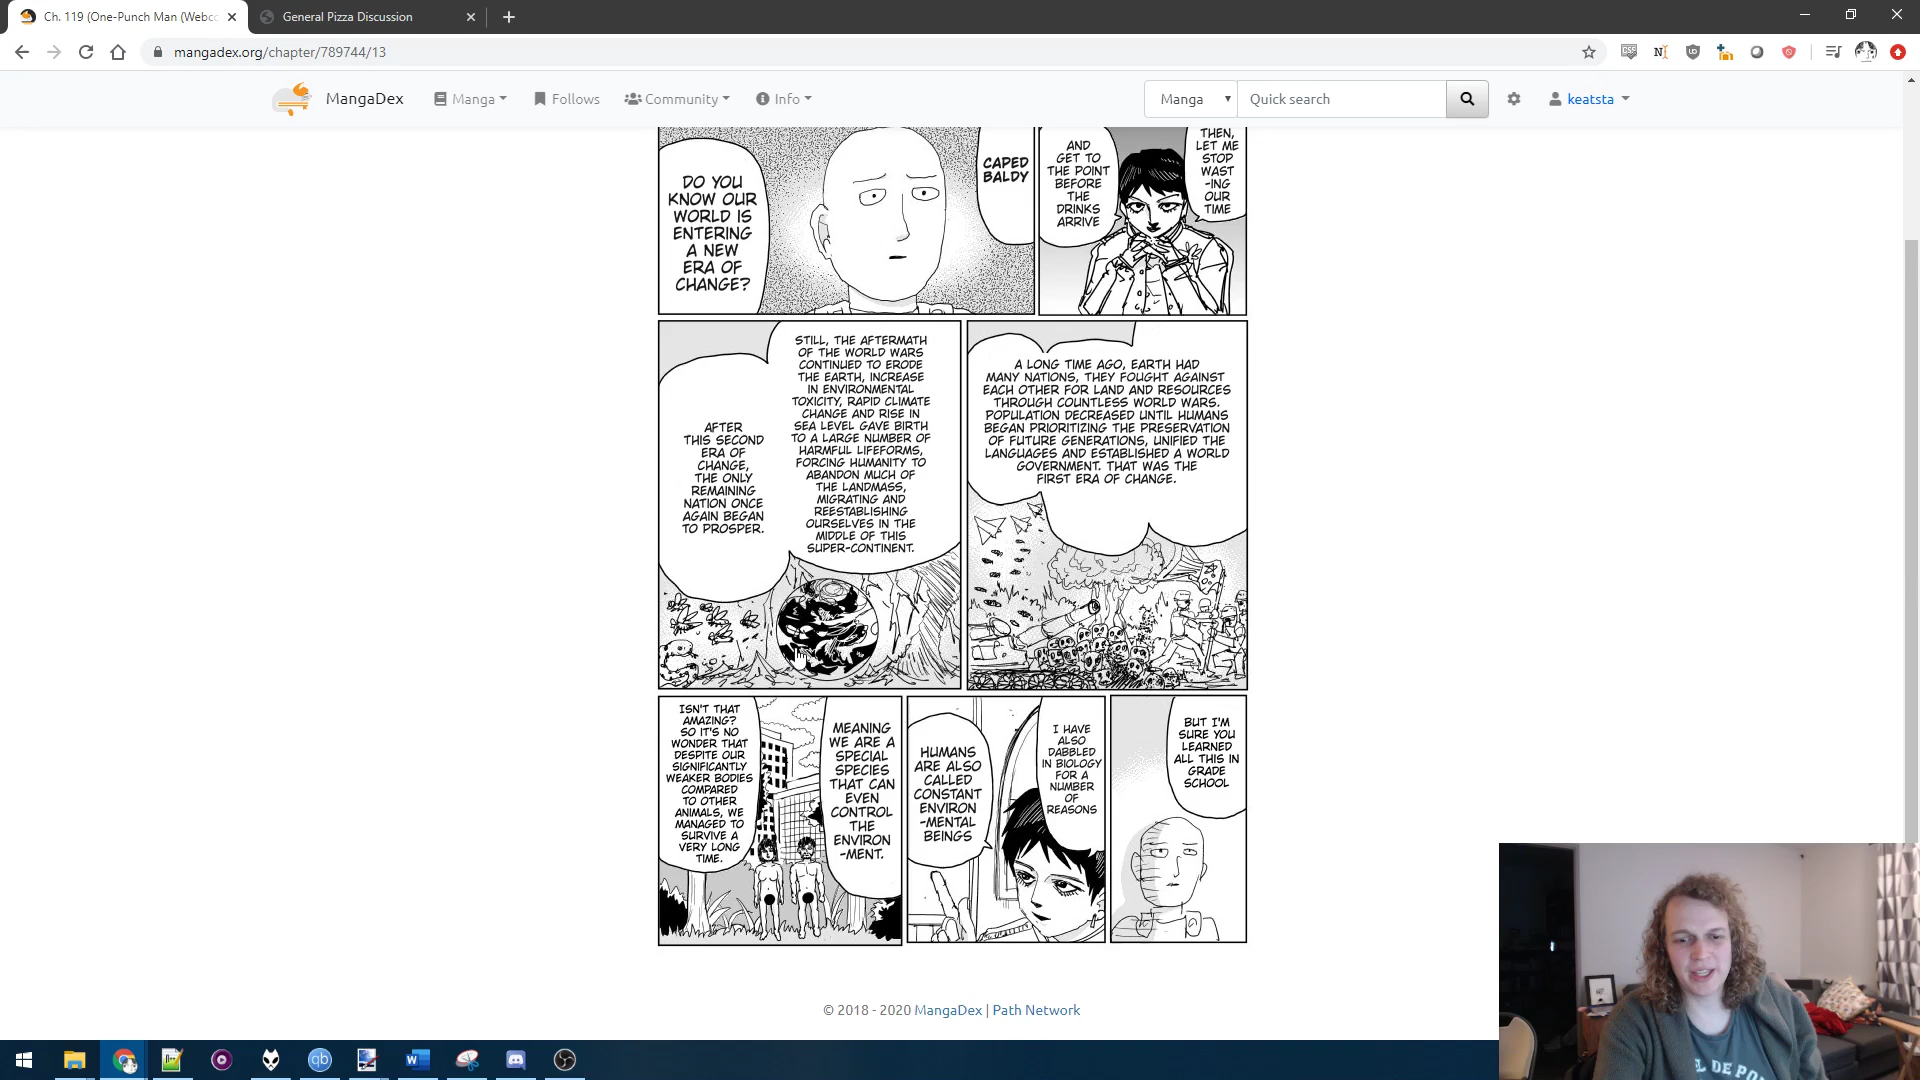 Ch. 119 (One-Punch Man (Webco
General Pizza Discussion
mangadex.org/chapter/789744/13
MangaDex
Manga
Follows
Community
Info
Manga
Quick search
keatsta
THEN,
LET ME
STOP
WAST
-ING
OUR
TIME
AND
GET TO
THE POINT
BEFORE
THE
DRINKS
ARRIVE
CAPED
BALDY
DO YOU
KNOW OUR
WORLD IS
ENTERING
A NEW
ERA OF
CHANGE?
A LONG TIME AGO, EARTH HAD
MANY NATIONS, THEY FOUGHT AGAINST
EACH OTHER FOR LAND AND RESOURCES
THROUGH COUNTLESS WORLD WARS.
POPULATION DECREASED UNTIL HUMANS
BEGAN PRIORITIZING THE PRESERVATION
OF FUTURE GENERATIONS, UNIFIED THE
LANGUAGES AND ESTABLISHED A WORLD
GOVERNMENT. THAT WAS THE
FIRST ERA OF CHANGE.
STILL, THE AFTERMATH
OF THE WORLD WARS
CONTINUED TO ERODE
THE EARTH, INCREASE
IN ENVIRONMENTAL
TOXICITY, RAPID CLIMATE
CHANGE AND RISE IN
SEA LEVEL GAVE BIRTH
TO A LARGE NUMBER OF
HARMFUL LIFEFORMS,
FORCING HUMANITY TO
ABANDON MUCH OF
THE LANDMASS,
MIGRATING AND
REESTABLISHING
OURSELVES IN THE
MIDDLE OF THIS
SUPER-CONTINENT.
AFTER
THIS SECOND
ERA OF
CHANGE,
THE ONLY
REMAINING
NATION ONCE
AGAIN BEGAN
TO PROSPER.
BUT I'M
SURE YOU
LEARNED
ALL THIS IN
GRADE
SCHOOL
I HAVE
ALSO
DABBLED
IN BIOLOGY
FOR A
NUMBER
OF
REASONS
HUMANS
ARE ALSO
CALLED
CONSTANT
ENVIRON
-MENTAL
BEINGS
MEANING
WE ARE A
SPECIAL
SPECIES
THAT CAN
EVEN
CONTROL
THE
ENVIRON
-MENT.
ISN'T THAT
AMAZING?
SO IT'S NO
WONDER THAT
DESPITE OUR
SIGNIFICANTLY
WEAKER BODIES
COMPARED
TO OTHER
ANIMALS, WE
MANAGED TO
SURVIVE A
VERY LONG
TIME.
© 2018 - 2020 MangaDex | Path Network